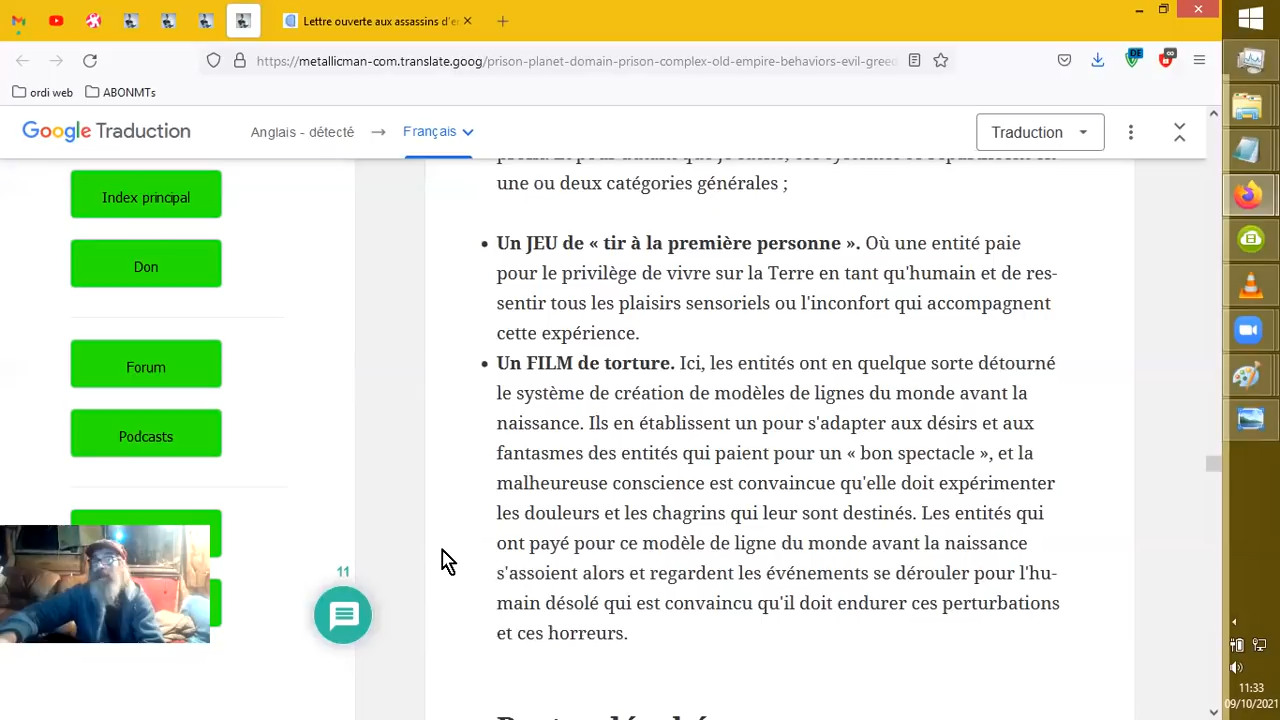 Lettre ouverte aux assassins d'e
https://metallicman-com.translate.goog/prison-planet-domain-prison-complex-old-empire-behaviors-evil-greed
DE
∞
ordi web
ABONMTs
Google Traduction
Anglais - détecté
→
Français
Traduction
Index principal
Don
Forum
Podcasts
11
une ou deux catégories générales ;
• Un JEU de « tir à la première personne ». Où une entité paie
pour le privilège de vivre sur la Terre en tant qu'humain et de res-
sentir tous les plaisirs sensoriels ou l'inconfort qui accompagnent
cette expérience.
• Un FILM de torture. Ici, les entités ont en quelque sorte détourné
le système de création de modèles de lignes du monde avant la
naissance. Ils en établissent un pour s'adapter aux désirs et aux
fantasmes des entités qui paient pour un « bon spectacle », et la
malheureuse conscience est convaincue qu'elle doit expérimenter
les douleurs et les chagrins qui leur sont destinés. Les entités qui
ont payé pour ce modèle de ligne du monde avant la naissance
s'assoient alors et regardent les événements se dérouler pour l'hu-
main désolé qui est convaincu qu'il doit endurer ces perturbations
et ces horreurs.
11:33
09/10/2021